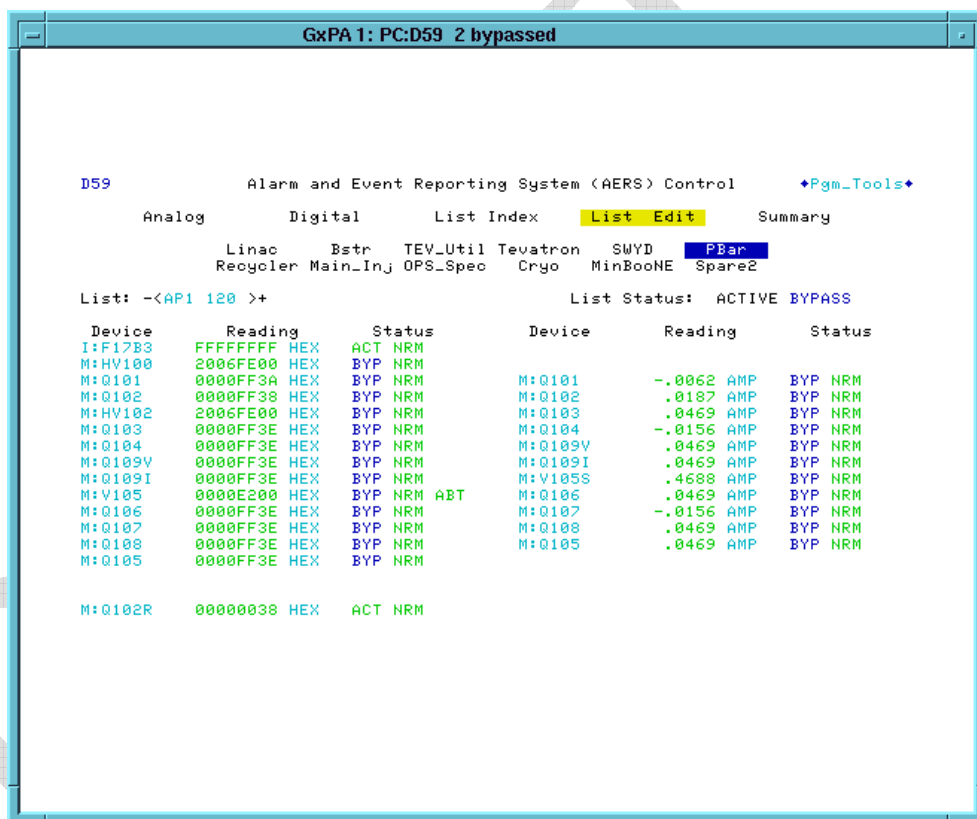 GxPA 1: PC:D59 2 bypassed
D59 Alarm and Event Reporting System (AERS) Control ◆Pgm_Tools◆
Analog Digital List Index List Edit Summary
Linac Bstr TEV_Util Tevatron SWYD PBar
Recycler Main_Inj OPS_Spec Cryo MinBooNE Spare2
List: -<AP1 120 >+ List Status: ACTIVE BYPASS
Device Reading Status Device Reading Status
I:F17B3 FFFFFFFF HEX ACT NRM
M:HV100 2006FE00 HEX BYP NRM
M:Q101 0000FF3A HEX BYP NRM M:Q101 -.0062 AMP BYP NRM
M:Q102 0000FF38 HEX BYP NRM M:Q102 .0187 AMP BYP NRM
M:HV102 2006FE00 HEX BYP NRM M:Q103 .0469 AMP BYP NRM
M:Q103 0000FF3E HEX BYP NRM M:Q104 -.0156 AMP BYP NRM
M:Q104 0000FF3E HEX BYP NRM M:Q109V .0469 AMP BYP NRM
M:Q109V 0000FF3E HEX BYP NRM M:Q109I .0469 AMP BYP NRM
M:Q109I 0000FF3E HEX BYP NRM M:V105S .4688 AMP BYP NRM
M:V105 0000E200 HEX BYP NRM ABT M:Q106 .0469 AMP BYP NRM
M:Q106 0000FF3E HEX BYP NRM M:Q107 -.0156 AMP BYP NRM
M:Q107 0000FF3E HEX BYP NRM M:Q108 .0469 AMP BYP NRM
M:Q108 0000FF3E HEX BYP NRM M:Q105 .0469 AMP BYP NRM
M:Q105 0000FF3E HEX BYP NRM
M:Q102R 00000038 HEX ACT NRM